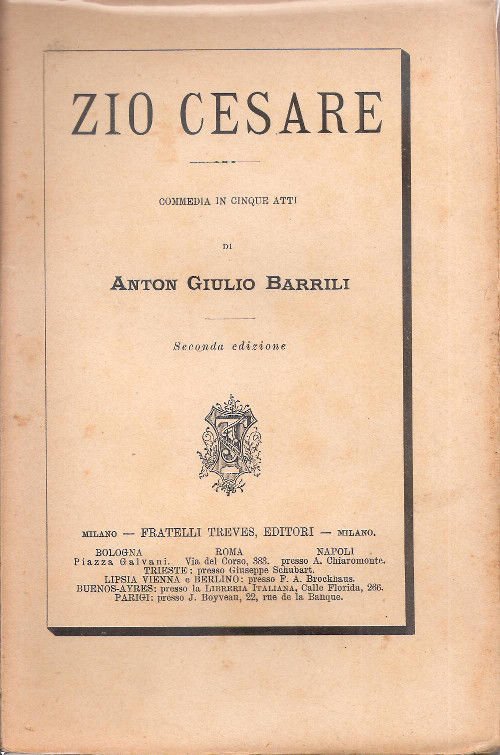 ZIO CESARE
COMMEDIA IN CINQUE ATTI
DI
ANTON GIULIO BARRILI
Seconda edizione
MILANO — FRATELLI TREVES, EDITORI — MILANO.
BOLOGNA ROMA NAPOLI
Piazza Galvani. Via del Corso, 383. presso A. Chiaromonte.
TRIESTE: presso Giuseppe Schubart.
LIPSIA VIENNA e BERLINO: presso F. A. Brockhaus.
BUENOS-AYRES: presso la LIBRERIA ITALIANA, Calle Florida, 266.
PARIGI: presso J. Boyveau, 22, rue de la Banque.